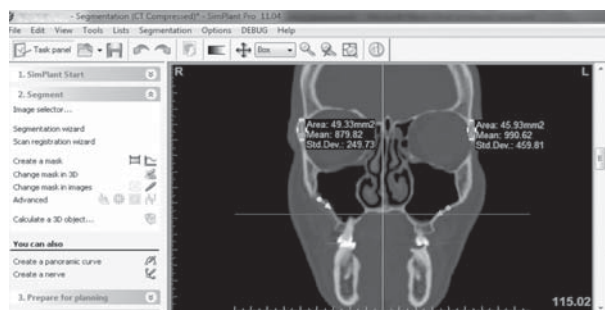 - Segmentation (CT Compressed)* - SimPlant Pro 11.04
File Edit View Tools Lists Segmentation Options DEBUG Help
Task panel
Box
1. SimPlant Start
2. Segment
Image selector...
Segmentation wizard
Scan registration wizard
Create a mask
Change mask in 3D
Change mask in images
Advanced
Calculate a 3D object...
You can also
Create a panoramic curve
Create a nerve
3. Prepare for planning
R
L
Area: 49.33mm2
Mean: 879.82
Std.Dev.: 249.73
Area: 45.93mm2
Mean: 990.62
Std.Dev.: 459.81
115.02